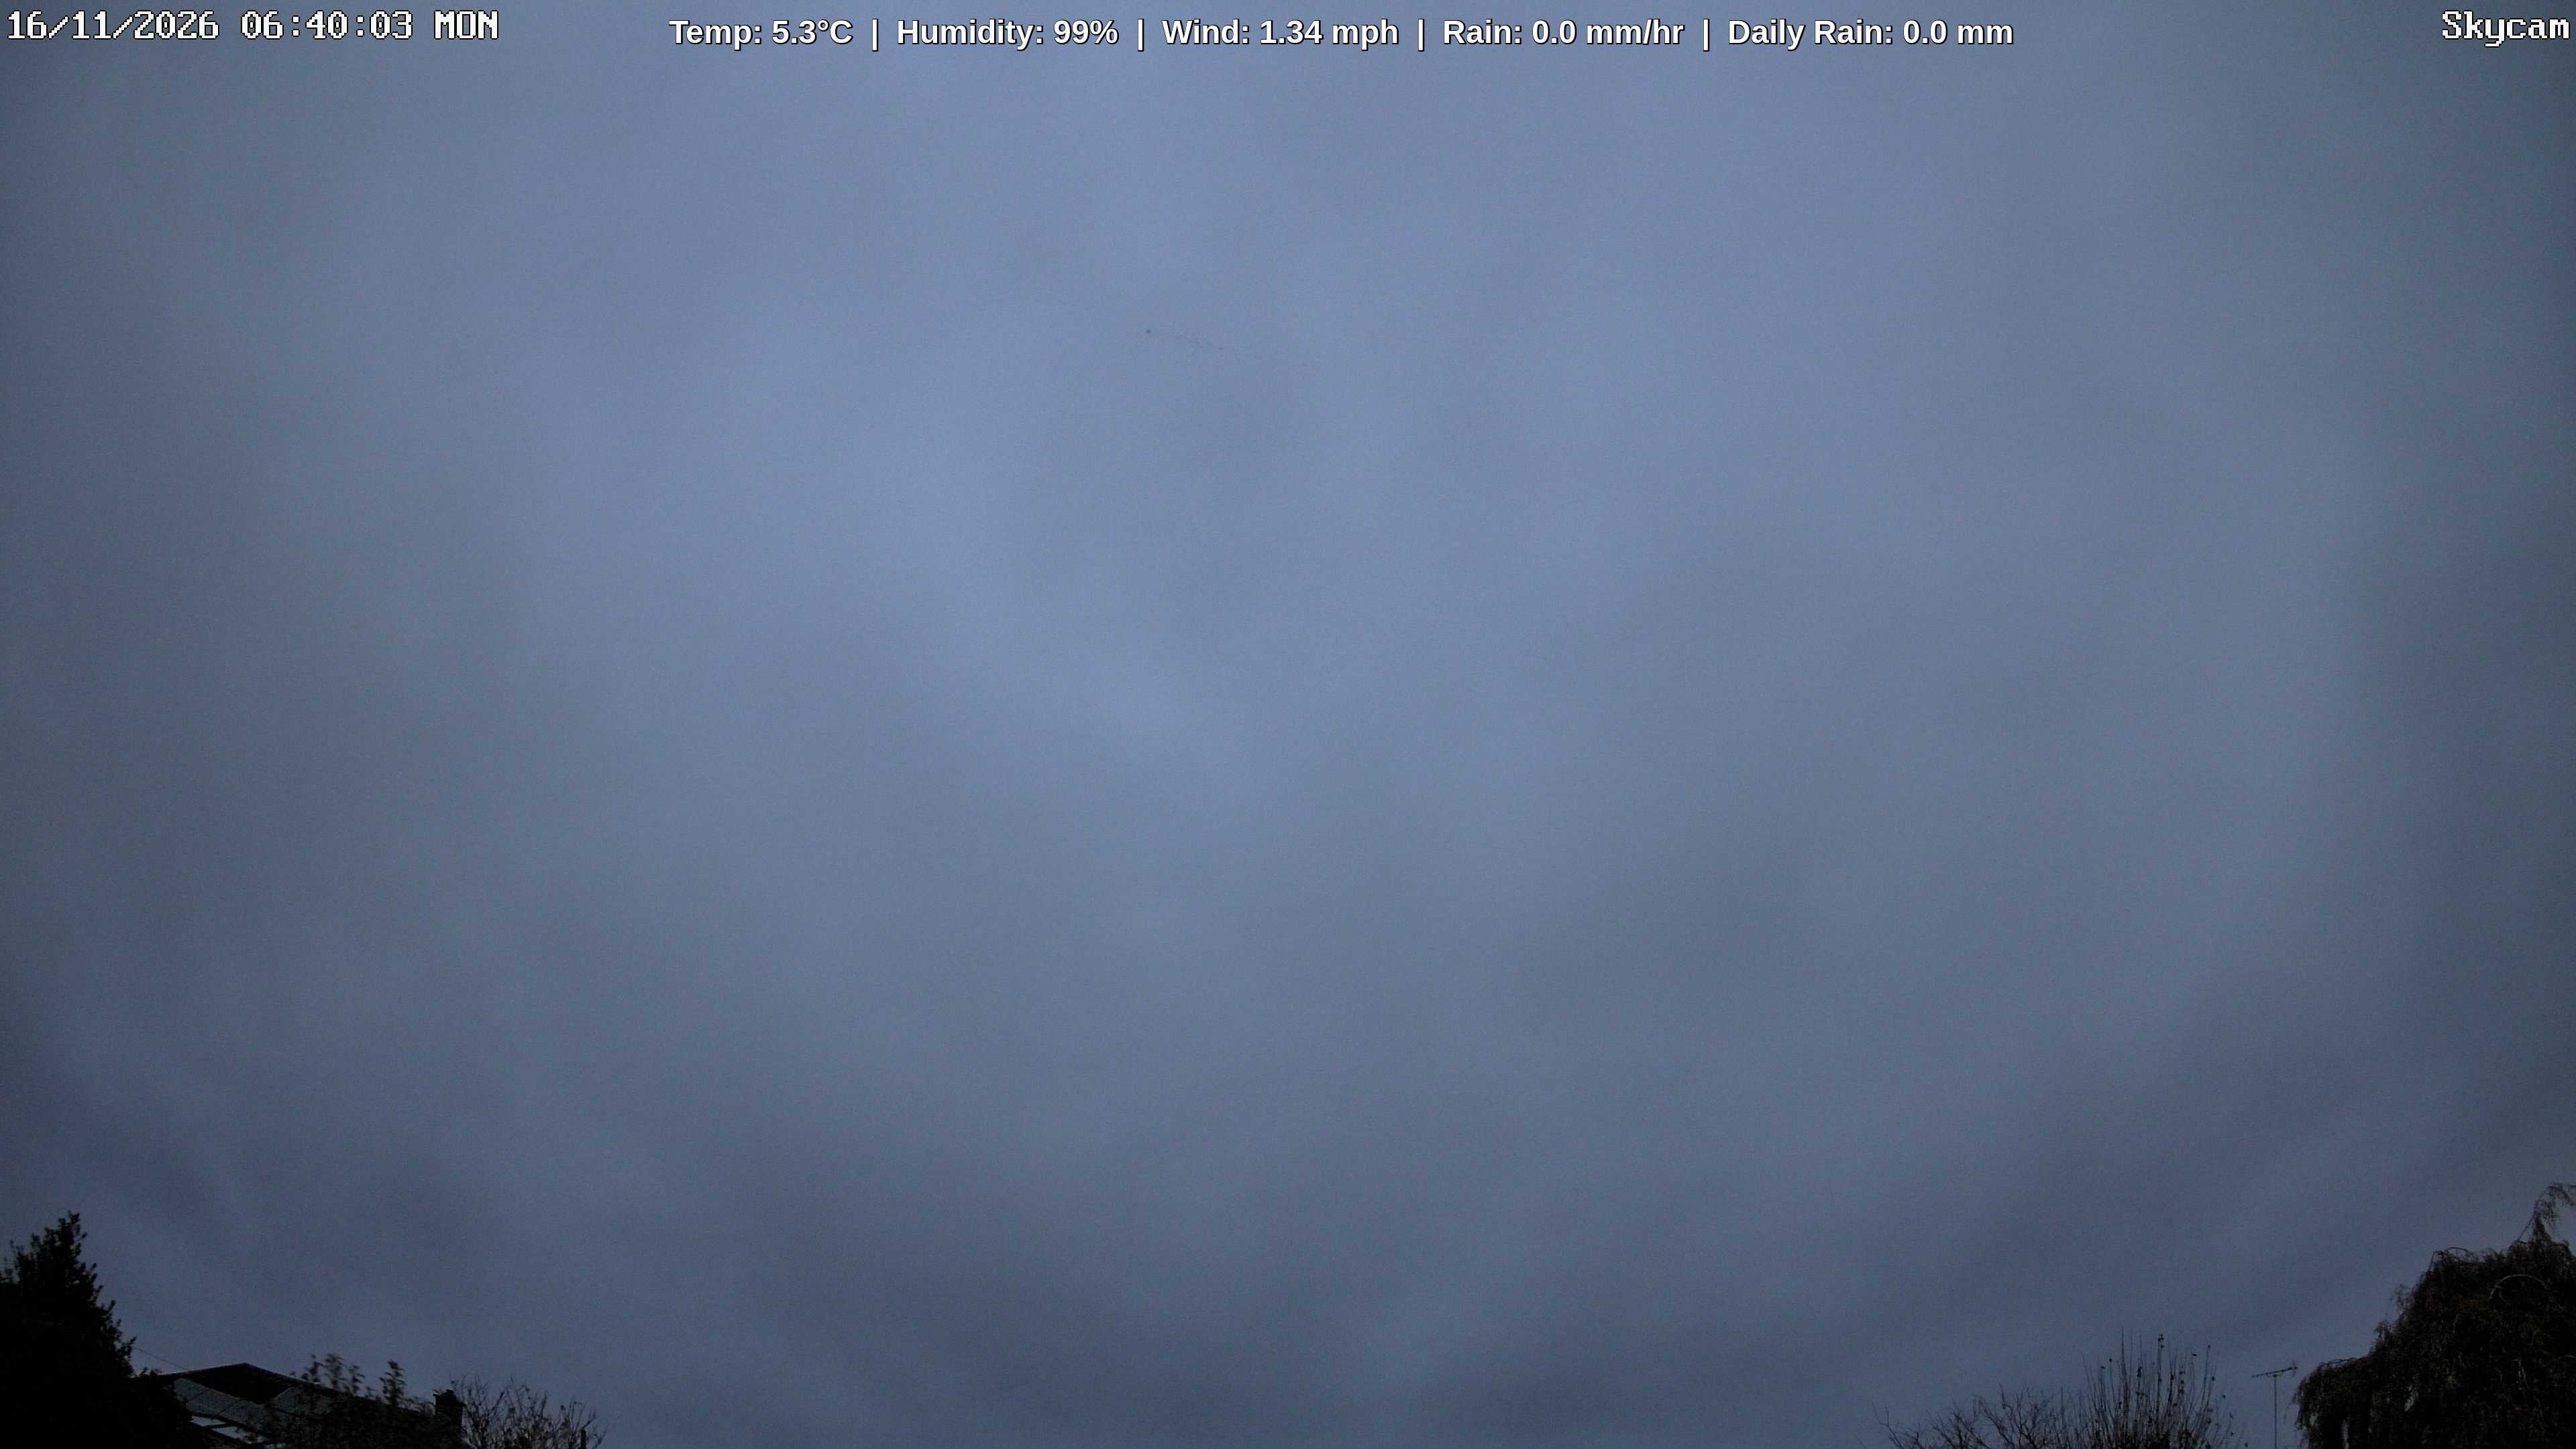 16/11/2026 06:40:03 MON
Temp: 5.3°C | Humidity: 99% | Wind: 1.34 mph | Rain: 0.0 mm/hr | Daily Rain: 0.0 mm
Skycam